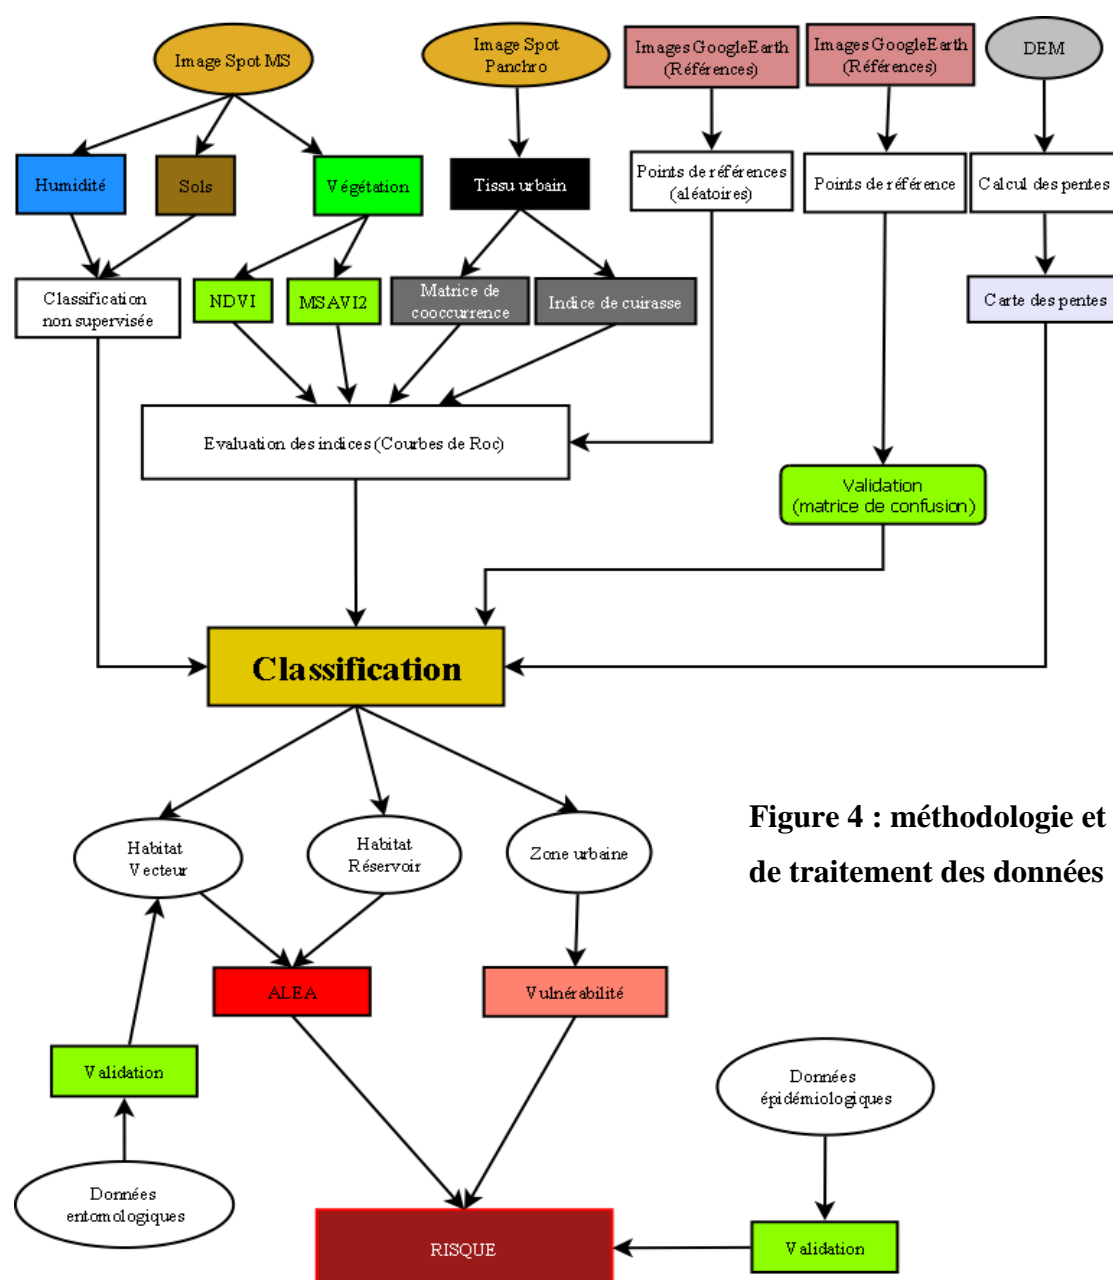 Image Spot MS
Image Spot
Panchro
Images GoogleEarth
(Références)
Images GoogleEarth
(Références)
DEM
Humidité
Sols
Végétation
Tissu urbain
Points de références
(aléatoires)
Points de référence
Calcul des pentes
Classification
non supervisée
NDVI
MSAVI2
Matrice de
cooccurrence
Indice de cuirasse
Carte des pentes
Evaluation des indices (Courbes de Roc)
Validation
(matrice de confusion)
Classification
Habitat
Vecteur
Habitat
Réservoir
Zone urbaine
Figure 4 : méthodologie et
de traitement des données
ALEA
Vulnérabilité
Validation
Données
épidémiologiques
Données
entomologiques
RISQUE
Validation